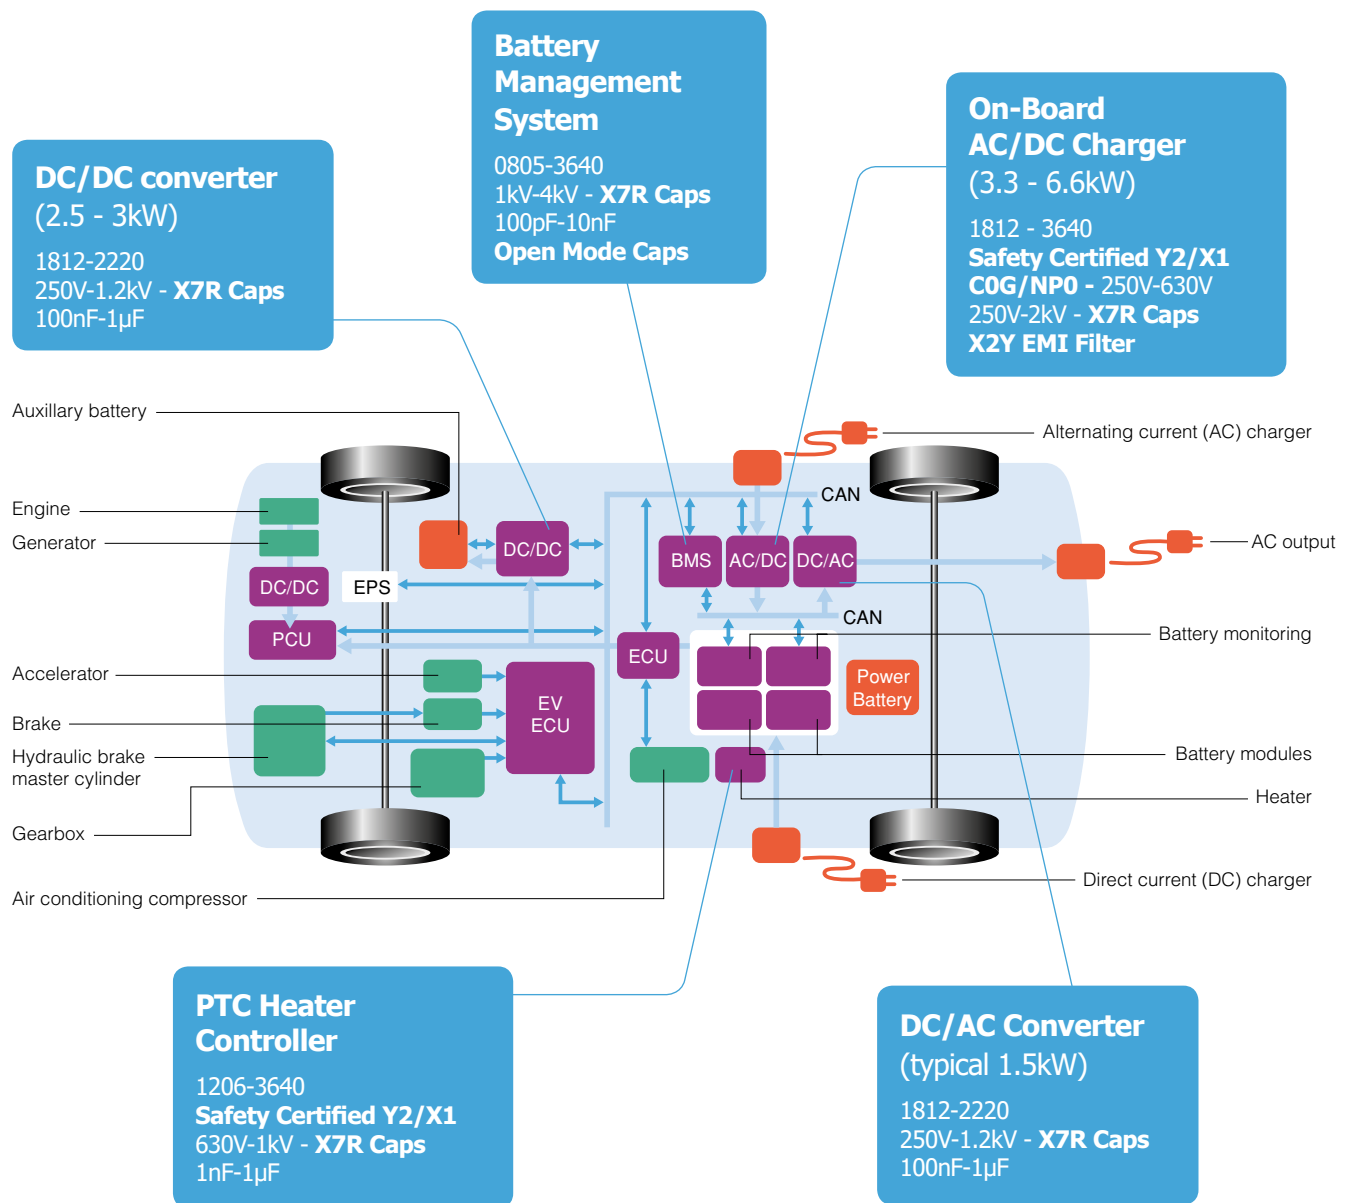 Battery
Management
System
0805-3640
1kV-4kV - X7R Caps
100pF-10nF
Open Mode Caps
On-Board
AC/DC Charger
(3.3 - 6.6kW)
1812 - 3640
Safety Certified Y2/X1
C0G/NP0 - 250V-630V
250V-2kV - X7R Caps
X2Y EMI Filter
DC/DC converter
(2.5 - 3kW)
1812-2220
250V-1.2kV - X7R Caps
100nF-1µF
Auxillary battery
Alternating current (AC) charger
Engine
Generator
CAN
AC output
DC/DC
BMS
AC/DC
DC/AC
DC/DC
EPS
CAN
PCU
ECU
Battery monitoring
Accelerator
Power
Battery
EV
ECU
Brake
Hydraulic brake
master cylinder
Battery modules
Heater
Gearbox
Direct current (DC) charger
Air conditioning compressor
PTC Heater
Controller
1206-3640
Safety Certified Y2/X1
630V-1kV - X7R Caps
1nF-1µF
DC/AC Converter
(typical 1.5kW)
1812-2220
250V-1.2kV - X7R Caps
100nF-1µF